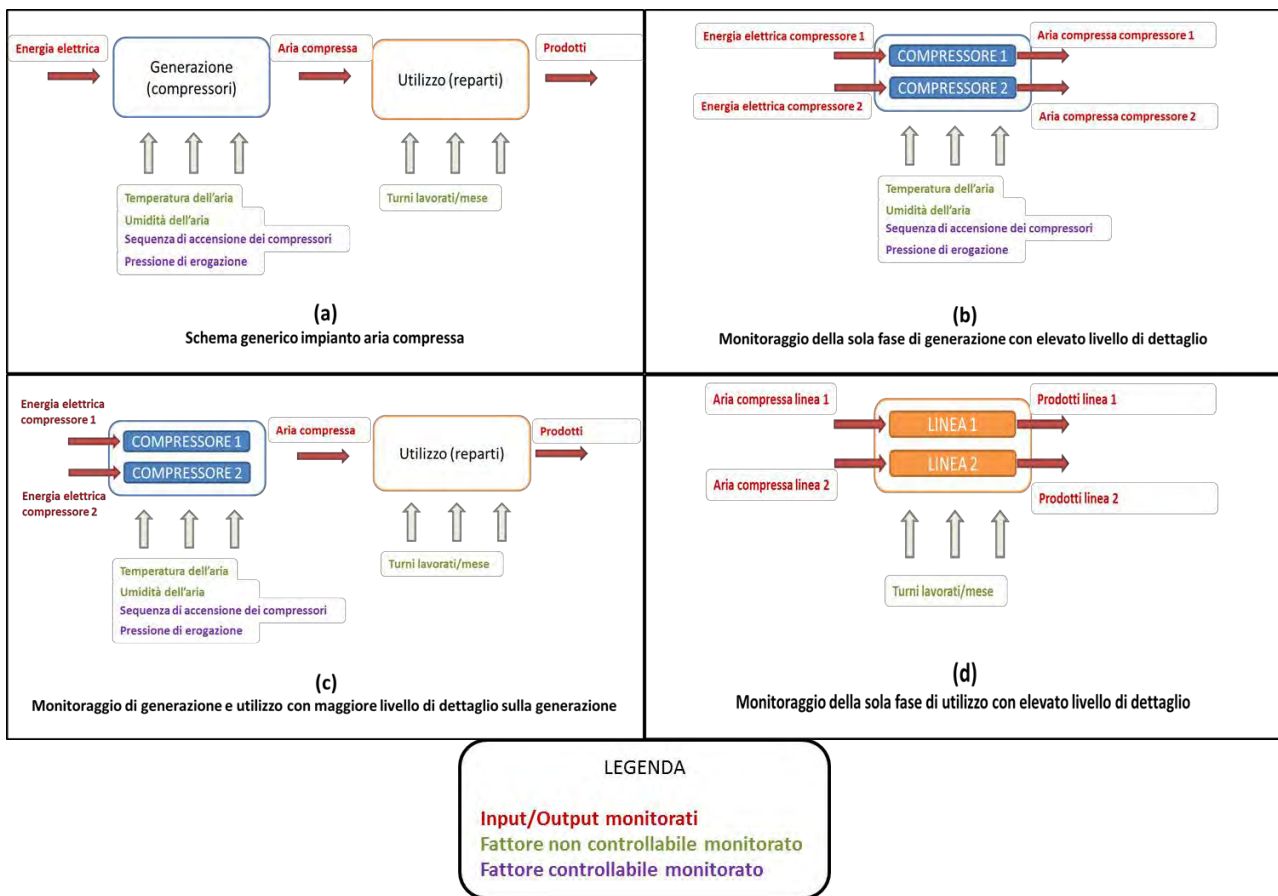 Energia elettrica
Aria compressa
Prodotti
Generazione
(compressori)
Utilizzo (reparti)
Temperatura dell'aria
Umidità dell'aria
Sequenza di accensione dei compressori
Pressione di erogazione
Turni lavorati/mese
(a)
Schema generico impianto aria compressa
Energia elettrica compressore 1
Aria compressa compressore 1
COMPRESSORE 1
COMPRESSORE 2
Energia elettrica compressore 2
Aria compressa compressore 2
Temperatura dell'aria
Umidità dell'aria
Sequenza di accensione dei compressori
Pressione di erogazione
(b)
Monitoraggio della sola fase di generazione con elevato livello di dettaglio
Energia elettrica
compressore 1
Aria compressa
Prodotti
COMPRESSORE 1
COMPRESSORE 2
Utilizzo (reparti)
Energia elettrica
compressore 2
Temperatura dell'aria
Umidità dell'aria
Sequenza di accensione dei compressori
Pressione di erogazione
Turni lavorati/mese
(c)
Monitoraggio di generazione e utilizzo con maggiore livello di dettaglio sulla generazione
Aria compressa linea 1
Prodotti linea 1
LINEA 1
LINEA 2
Aria compressa linea 2
Prodotti linea 2
Turni lavorati/mese
(d)
Monitoraggio della sola fase di utilizzo con elevato livello di dettaglio
LEGENDA
Input/Output monitorati
Fattore non controllabile monitorato
Fattore controllabile monitorato